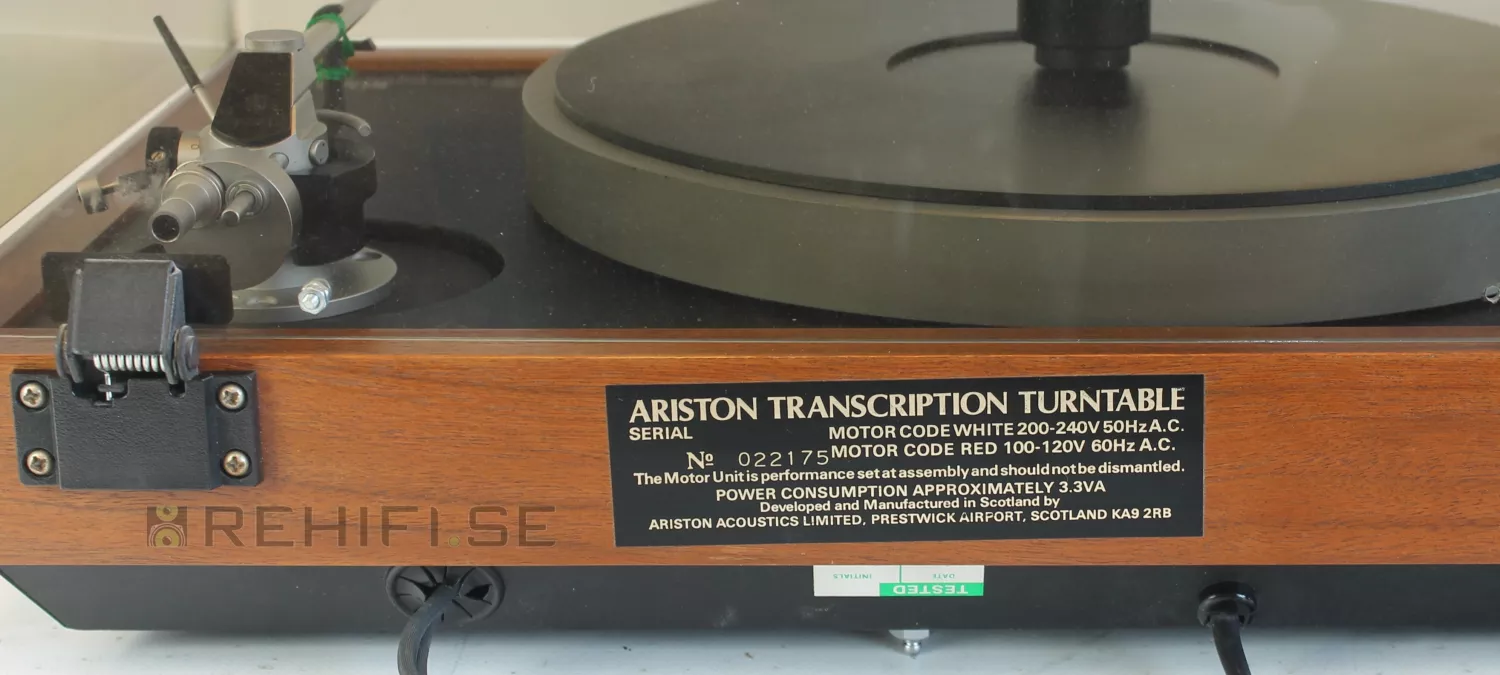 ARISTON TRANSCRIPTION TURNTABLE
SERIAL MOTOR CODE WHITE 200-240V 50Hz A.C.
Nº 022175 MOTOR CODE RED 100-120V 60Hz A.C.
The Motor Unit is performance set at assembly and should not be dismantled.
POWER CONSUMPTION APPROXIMATELY 3.3VA
Developed and Manufactured in Scotland by
ARISTON ACOUSTICS LIMITED, PRESTWICK AIRPORT, SCOTLAND KA9 2RB
REHIFI.SE
TESTED
DATE INITIALS